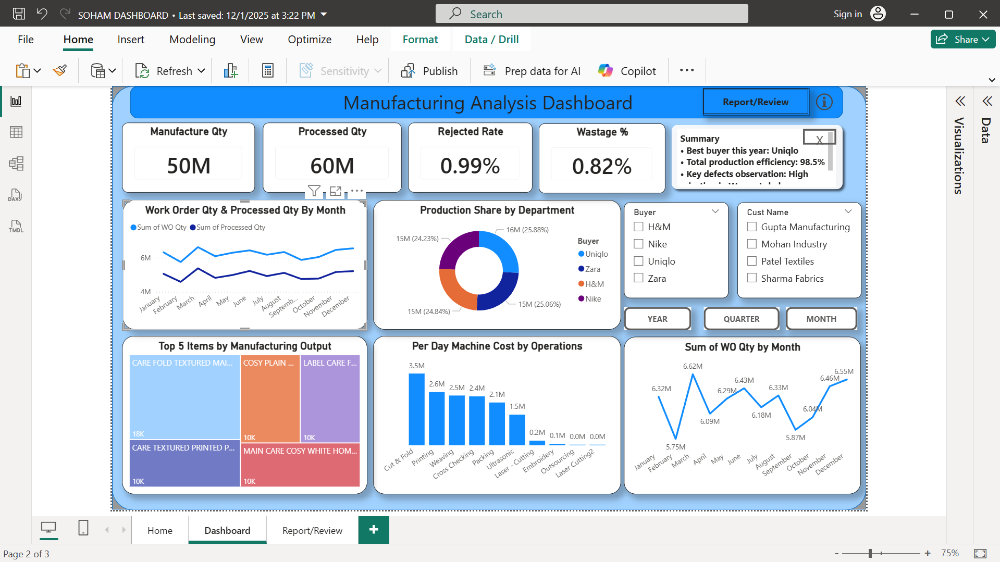 SOHAM DASHBOARD • Last saved: 12/1/2025 at 3:22 PM
Search
Sign in
File
Home
Insert
Modeling
View
Optimize
Help
Format
Data / Drill
Share
Refresh
Sensitivity
Publish
Prep data for AI
Copilot
Manufacturing Analysis Dashboard
Report/Review
Manufacture Qty
50M
Processed Qty
60M
Rejected Rate
0.99%
Wastage %
0.82%
X
Summary
• Best buyer this year: Uniqlo
• Total production efficiency: 98.5%
• Key defects observation: High
Work Order Qty & Processed Qty By Month
Sum of WO Qty
Sum of Processed Qty
6M
4M
January
February
March
April
May
June
July
August
Septemb...
October
November
December
Production Share by Department
16M (25.88%)
15M (24.23%)
15M (25.06%)
15M (24.84%)
Buyer
Uniqlo
Zara
H&M
Nike
Buyer
H&M
Nike
Uniqlo
Zara
Cust Name
Gupta Manufacturing
Mohan Industry
Patel Textiles
Sharma Fabrics
YEAR
QUARTER
MONTH
Top 5 Items by Manufacturing Output
CARE FOLD TEXTURED MAI...
18K
COSY PLAIN ...
10K
LABEL CARE F...
10K
CARE TEXTURED PRINTED P...
10K
MAIN CARE COSY WHITE HOM...
10K
Per Day Machine Cost by Operations
3.5M
2.6M
2.5M
2.4M
2.1M
1.5M
0.2M
0.1M
0.0M
0.0M
Cut & Fold
Printing
Weaving
Cross Checking
Packing
Ultrasonic
Laser - Cutting
Embroidery
Outsourcing
Laser Cutting2
Sum of WO Qty by Month
6.32M
5.75M
6.62M
6.09M
6.29M
6.43M
6.18M
6.33M
5.87M
6.04M
6.46M
6.55M
January
February
March
April
May
June
July
August
September
October
November
December
Visualizations
Data
DAX
TMDL
Home
Dashboard
Report/Review
Page 2 of 3
75%